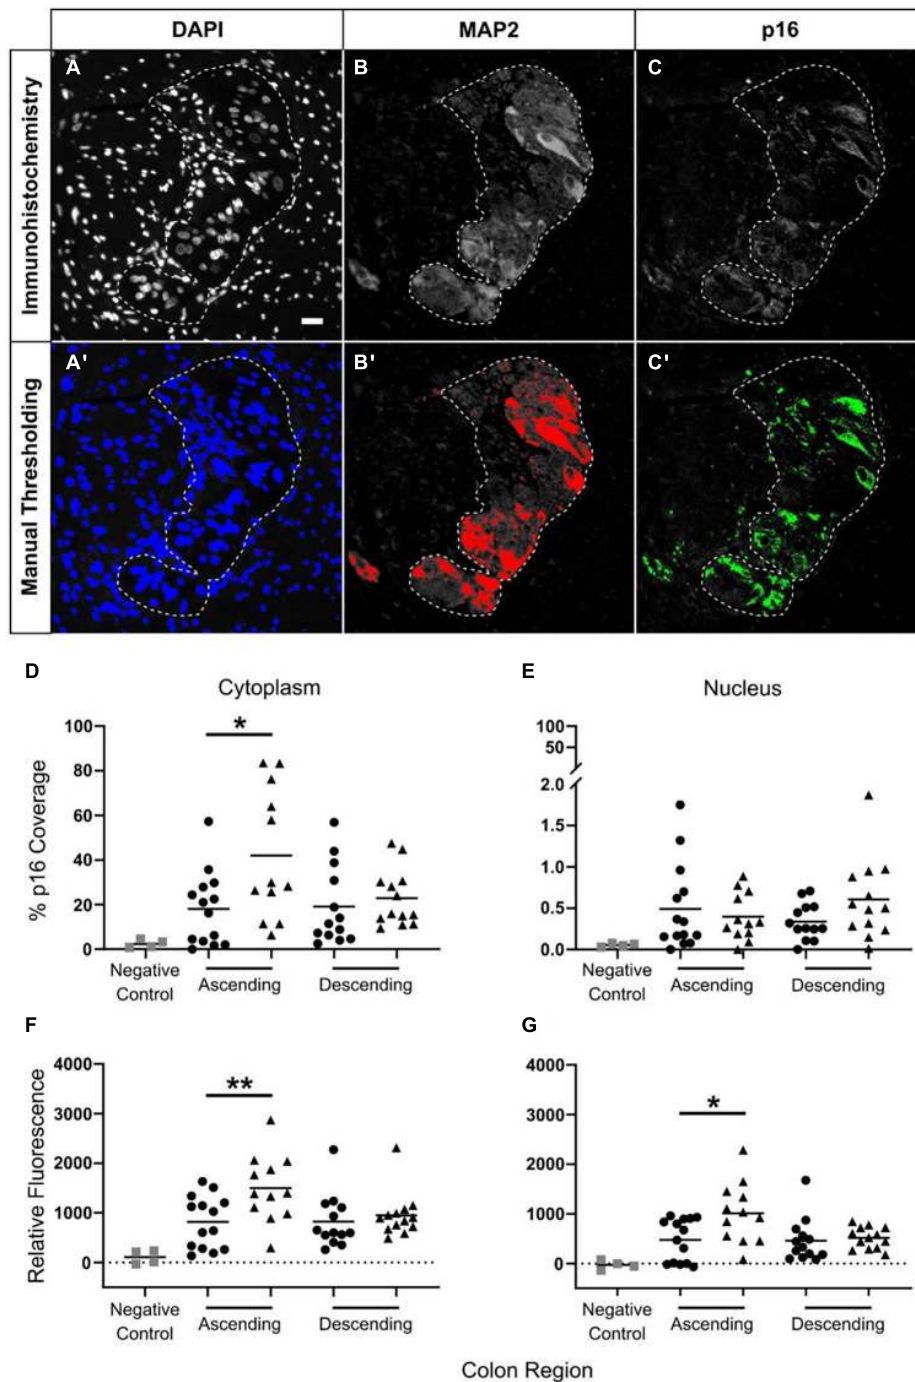 DAPI MAP2 p16
Immunohistochemistry
A B C
Manual Thresholding
A' B' C'
D E
Cytoplasm Nucleus
% p16 Coverage
100
80
60
40
20
0
*
Negative Control
Ascending
Descending
100
50
2.0
1.5
1.0
0.5
0.0
Negative Control
Ascending
Descending
F G
Relative Fluorescence
4000
3000
2000
1000
0
**
Negative Control
Ascending
Descending
4000
3000
2000
1000
0
*
Negative Control
Ascending
Descending
Colon Region